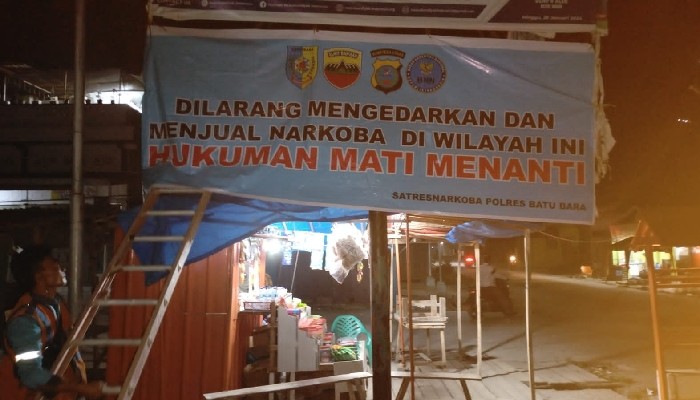 DILARANG MENGEDARKAN DAN
MENJUAL NARKOBA DI WILAYAH INI
HUKUMAN MATI MENANTI
SATRESNARKOBA POLRES BATU BARA